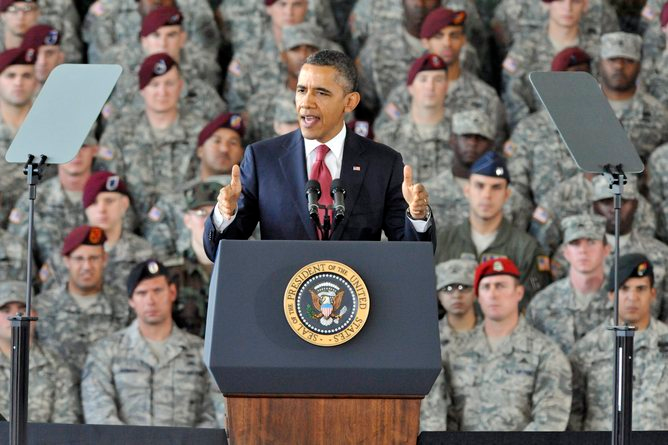 SEAL OF THE PRESIDENT OF THE UNITED STATES